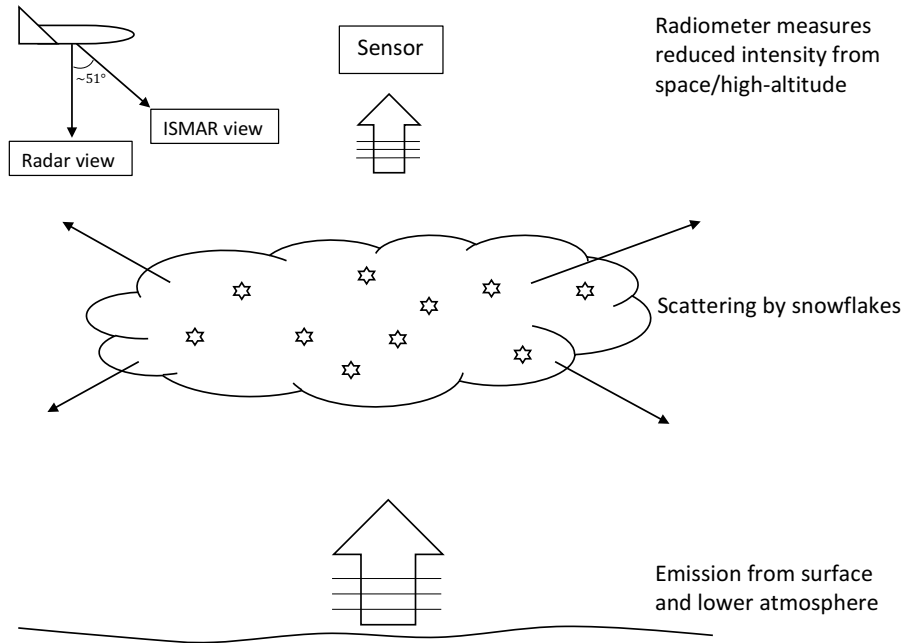 Radiometer measures
reduced intensity from
space/high-altitude
Sensor
~51°
ISMAR view
Radar view
Scattering by snowflakes
Emission from surface
and lower atmosphere